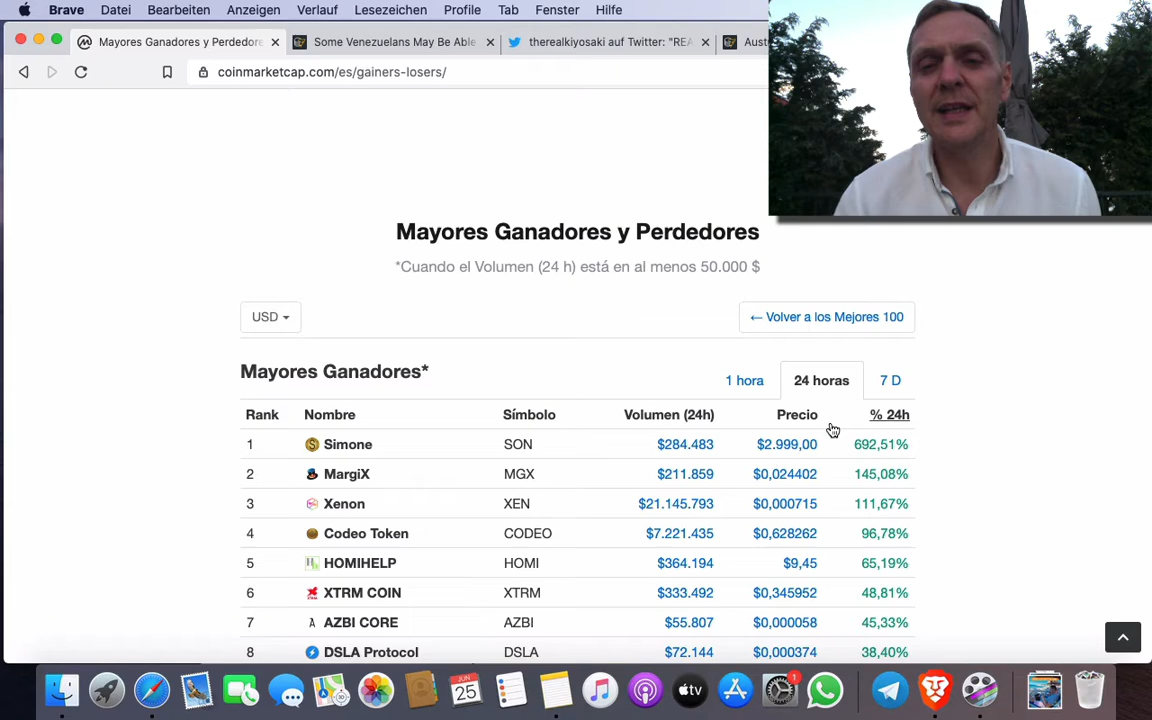 Brave Datei Bearbeiten Anzeigen Verlauf Lesezeichen Profile Tab Fenster Hilfe
Mayores Ganadores y Perdedore Some Venezuelans May Be Able therealkiyosaki auf Twitter: "REA Aust
coinmarketcap.com/es/gainers-losers/
Mayores Ganadores y Perdedores
*Cuando el Volumen (24 h) está en al menos 50.000 $
USD ← Volver a los Mejores 100
Mayores Ganadores* 1 hora 24 horas 7 D
Rank Nombre Símbolo Volumen (24h) Precio % 24h
1 Simone SON $284.483 $2.999,00 692,51%
2 MargiX MGX $211.859 $0,024402 145,08%
3 Xenon XEN $21.145.793 $0,000715 111,67%
4 Codeo Token CODEO $7.221.435 $0,628262 96,78%
5 HOMIHELP HOMI $364.194 $9,45 65,19%
6 XTRM COIN XTRM $333.492 $0,345952 48,81%
7 AZBI CORE AZBI $55.807 $0,000058 45,33%
8 DSLA Protocol DSLA $72.144 $0,000374 38,40%
JUN
25 tv 1